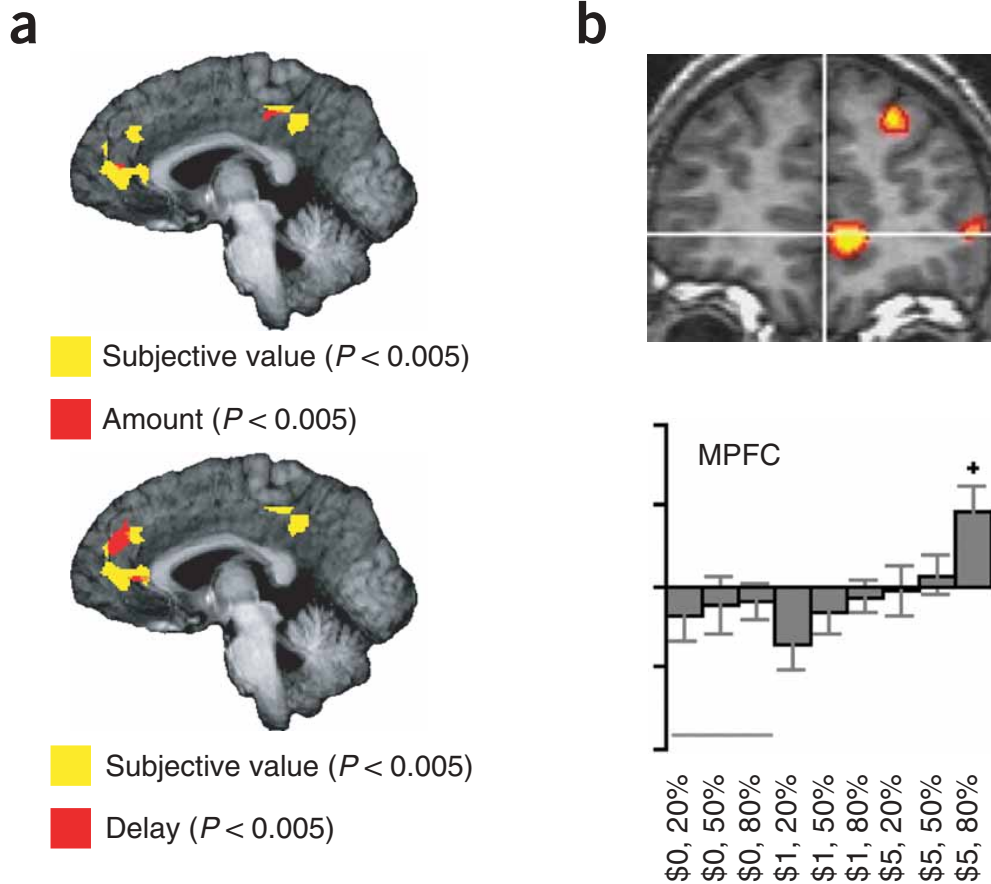 a
Subjective value (P < 0.005)
Amount (P < 0.005)
Subjective value (P < 0.005)
Delay (P < 0.005)
b
MPFC
+
$0, 20%
$0, 50%
$0, 80%
$1, 20%
$1, 50%
$1, 80%
$5, 20%
$5, 50%
$5, 80%